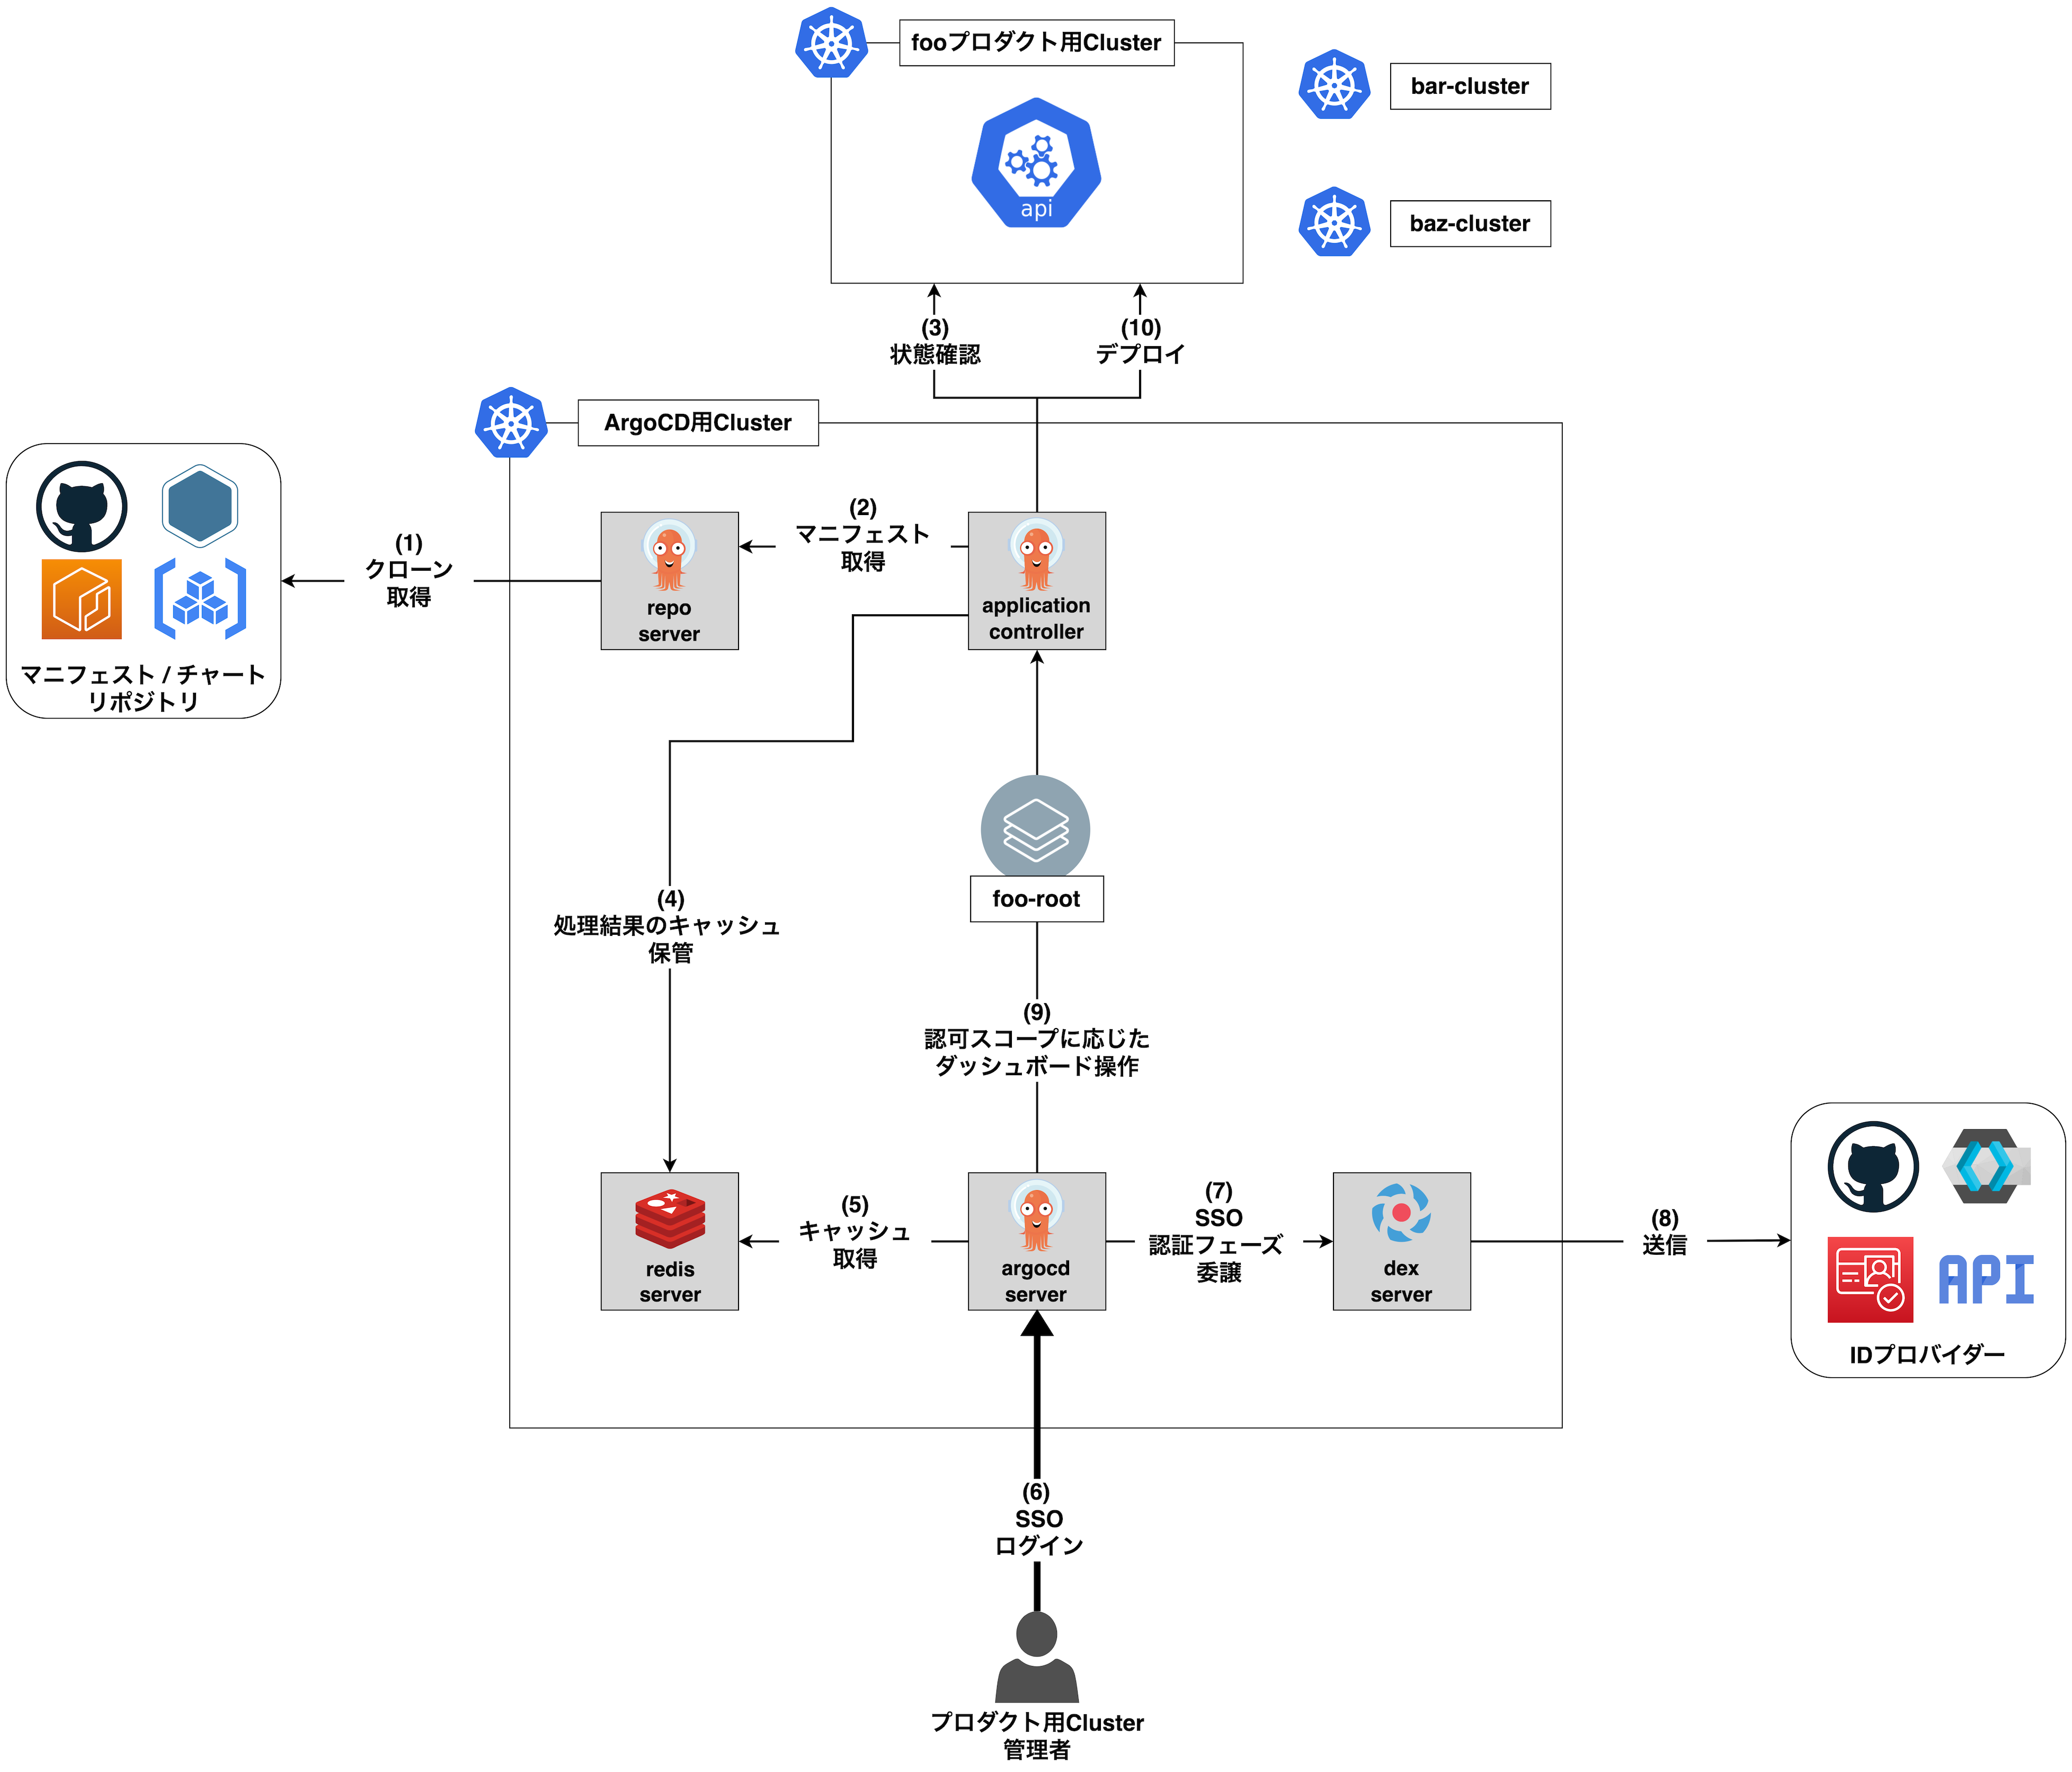 fooプロダクト用Cluster
bar-cluster
api
baz-cluster
(3)
状態確認
(10)
デプロイ
ArgoCD用Cluster
(1)
クローン
取得
(2)
マニフェスト
取得
repo
server
application
controller
マニフェスト / チャート
リポジトリ
foo-root
(4)
処理結果のキャッシュ
保管
(9)
認可スコープに応じた
ダッシュボード操作
redis
server
(5)
キャッシュ
取得
argocd
server
(7)
SSO
認証フェーズ
委譲
dex
server
(8)
送信
API
IDプロバイダー
(6)
SSO
ログイン
プロダクト用Cluster
管理者